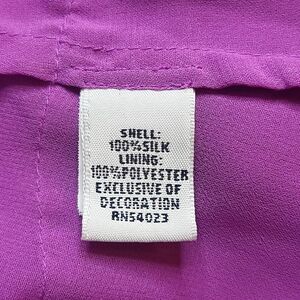 SHELL:
100%SILK
LINING:
100%POLYESTER
EXCLUSIVE OF
DECORATION
RN54023